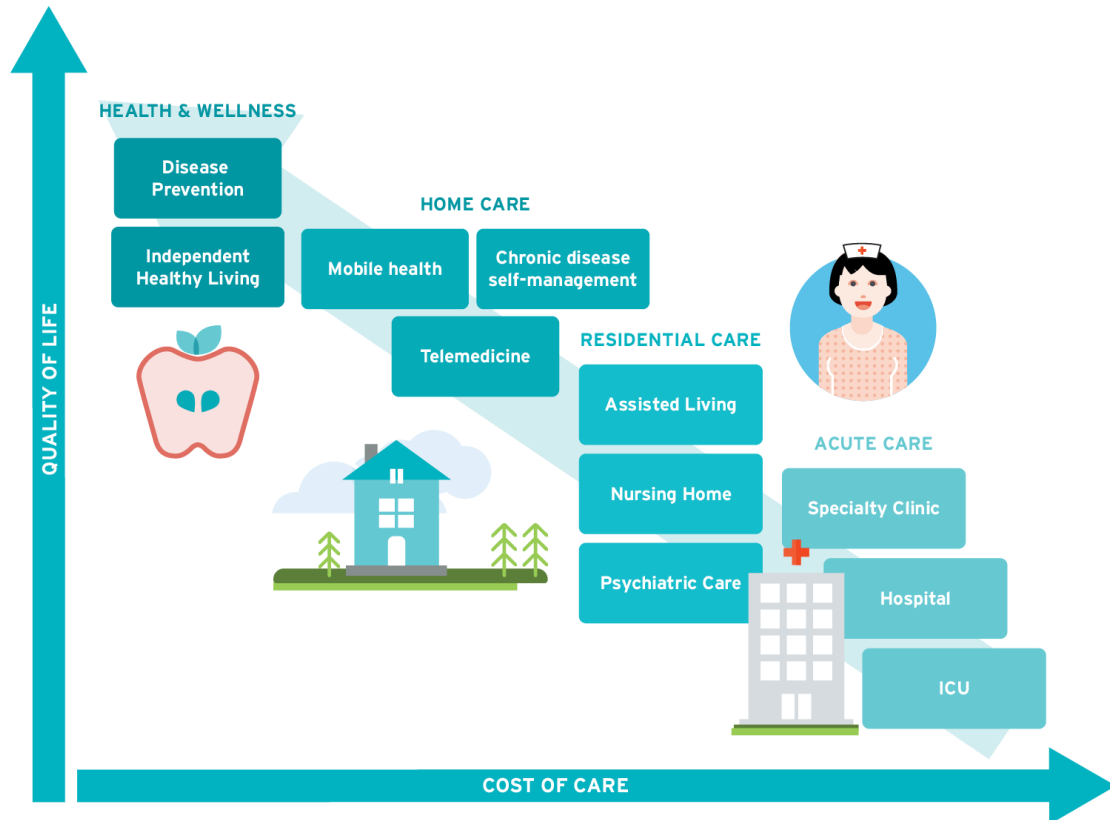 HEALTH & WELLNESS
Disease
Prevention
Independent
Healthy Living
HOME CARE
Mobile health
Chronic disease
self-management
Telemedicine
RESIDENTIAL CARE
Assisted Living
Nursing Home
Psychiatric Care
ACUTE CARE
Specialty Clinic
Hospital
ICU
QUALITY OF LIFE
COST OF CARE